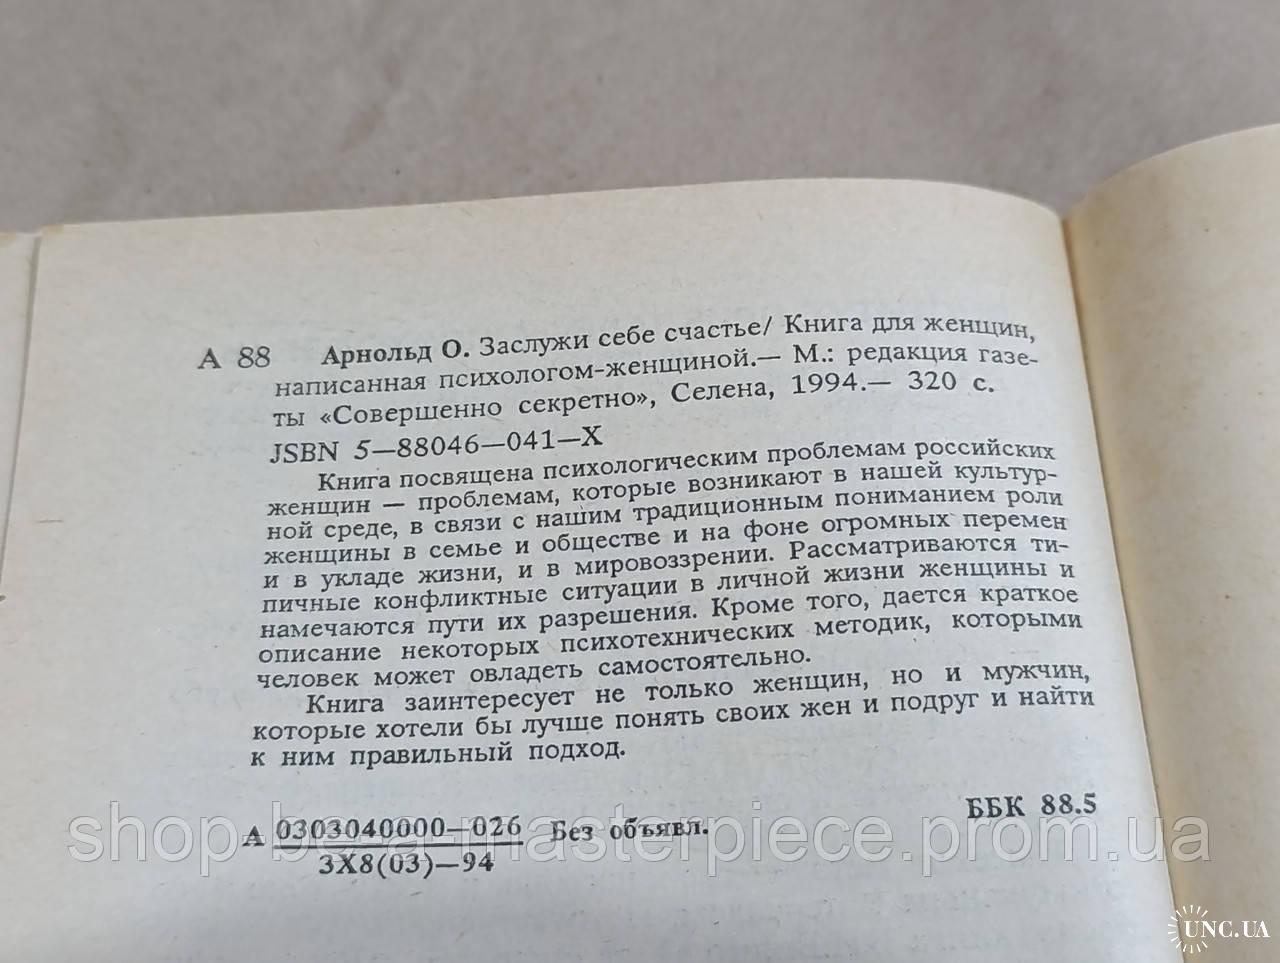 А 88 Арнольд О. Заслужи себе счастье/ Книга для женщин,
написанная психологом-женщиной.— М.: редакция газе-
ты «Совершенно секретно», Селена, 1994.— 320 с.
JSBN 5—88046—041—X
Книга посвящена психологическим проблемам российских
женщин — проблемам, которые возникают в нашей культур-
ной среде, в связи с нашим традиционным пониманием роли
женщины в семье и обществе и на фоне огромных перемен
и в укладе жизни, и в мировоззрении. Рассматриваются ти-
пичные конфликтные ситуации в личной жизни женщины и
намечаются пути их разрешения. Кроме того, дается краткое
описание некоторых психотехнических методик, которыми
человек может овладеть самостоятельно.
Книга заинтересует не только женщин, но и мужчин,
которые хотели бы лучше понять своих жен и подруг и найти
к ним правильный подход.
ББК 88.5
А 0303040000—026 Без объявл.
3Х8(03)—94
shop-be-a-masterpiece.prom.ua
UNC.UA